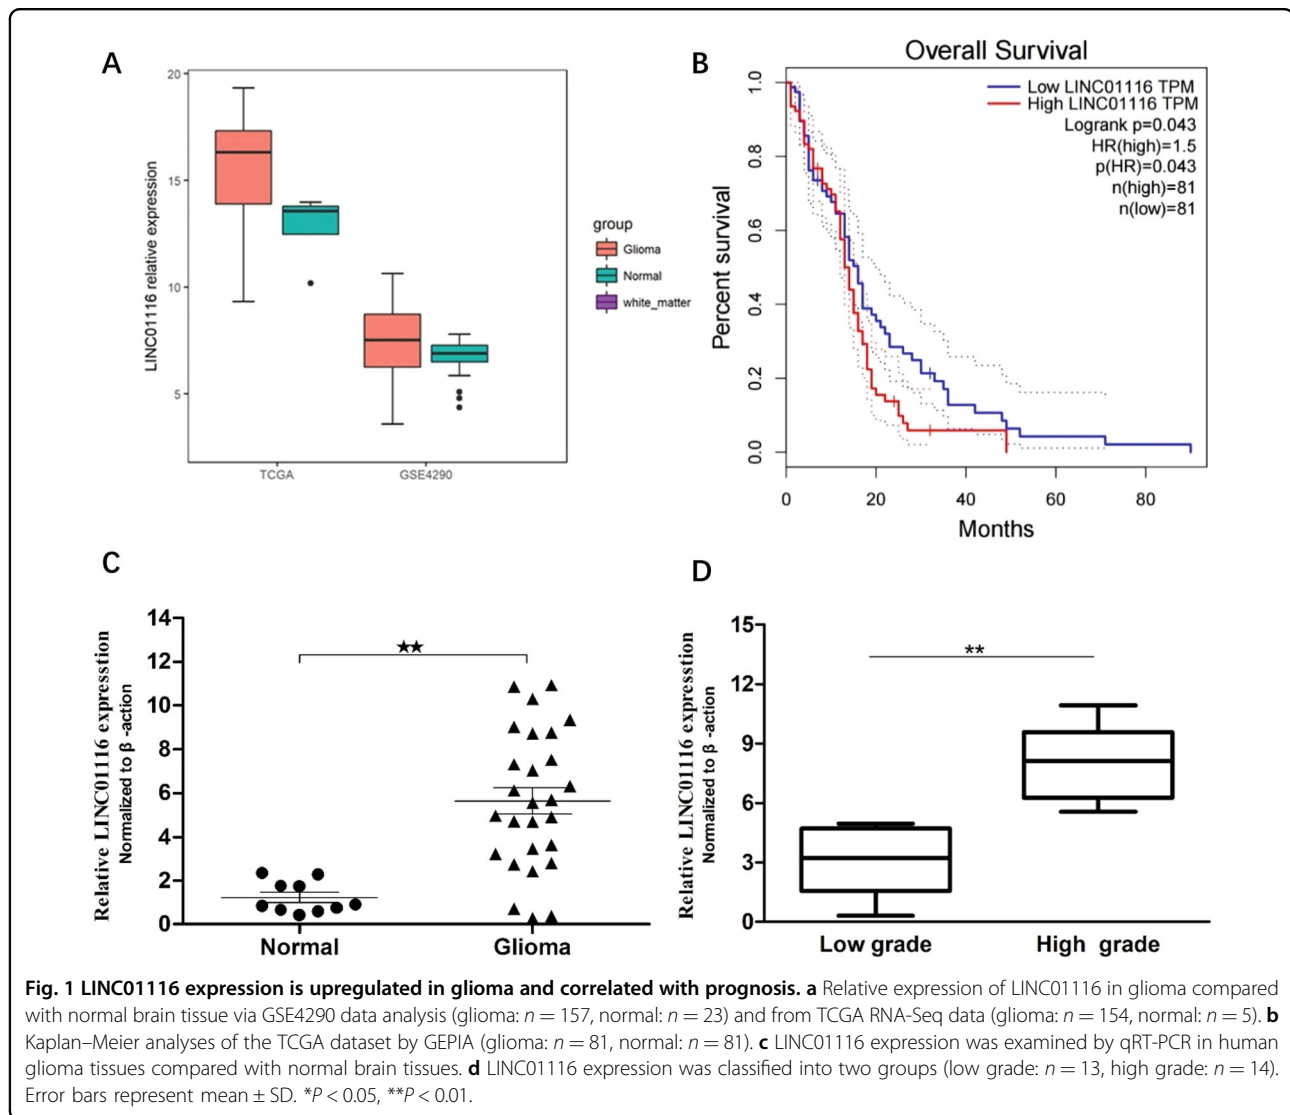 A
20
15
10
5
LINC01116 relative expression
TCGA
GSE4290
group
Glioma
Normal
white_matter
B
Overall Survival
Low LINC01116 TPM
High LINC01116 TPM
Logrank p=0.043
HR(high)=1.5
p(HR)=0.043
n(high)=81
n(low)=81
1.0
0.8
0.6
0.4
0.2
0.0
Percent survival
0 20 40 60 80
Months
C
14
12
10
8
6
4
2
0
Relative LINC01116 expresstion
Normalized to β -action
★★
Normal Glioma
D
15
12
9
6
3
0
Relative LINC01116 expresstion
Normalized to β -action
**
Low grade High grade
Fig. 1 LINC01116 expression is upregulated in glioma and correlated with prognosis. a Relative expression of LINC01116 in glioma compared
with normal brain tissue via GSE4290 data analysis (glioma: n = 157, normal: n = 23) and from TCGA RNA-Seq data (glioma: n = 154, normal: n = 5). b
Kaplan–Meier analyses of the TCGA dataset by GEPIA (glioma: n = 81, normal: n = 81). c LINC01116 expression was examined by qRT-PCR in human
glioma tissues compared with normal brain tissues. d LINC01116 expression was classified into two groups (low grade: n = 13, high grade: n = 14).
Error bars represent mean ± SD. *P < 0.05, **P < 0.01.